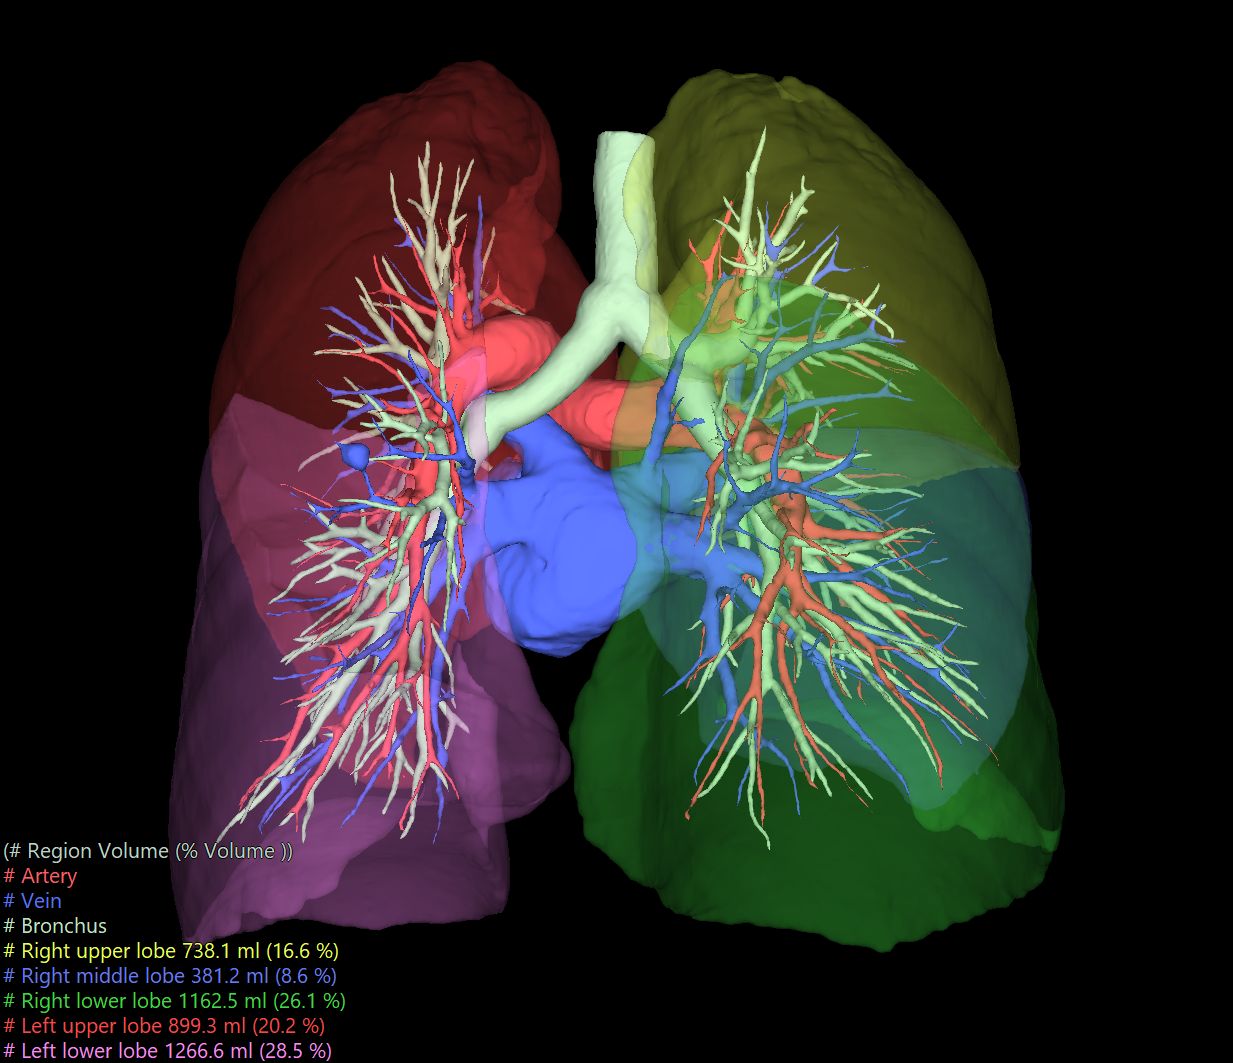 (# Region Volume (% Volume ))
# Artery
# Vein
# Bronchus
# Right upper lobe 738.1 ml (16.6 %)
# Right middle lobe 381.2 ml (8.6 %)
# Right lower lobe 1162.5 ml (26.1 %)
# Left upper lobe 899.3 ml (20.2 %)
# Left lower lobe 1266.6 ml (28.5 %)